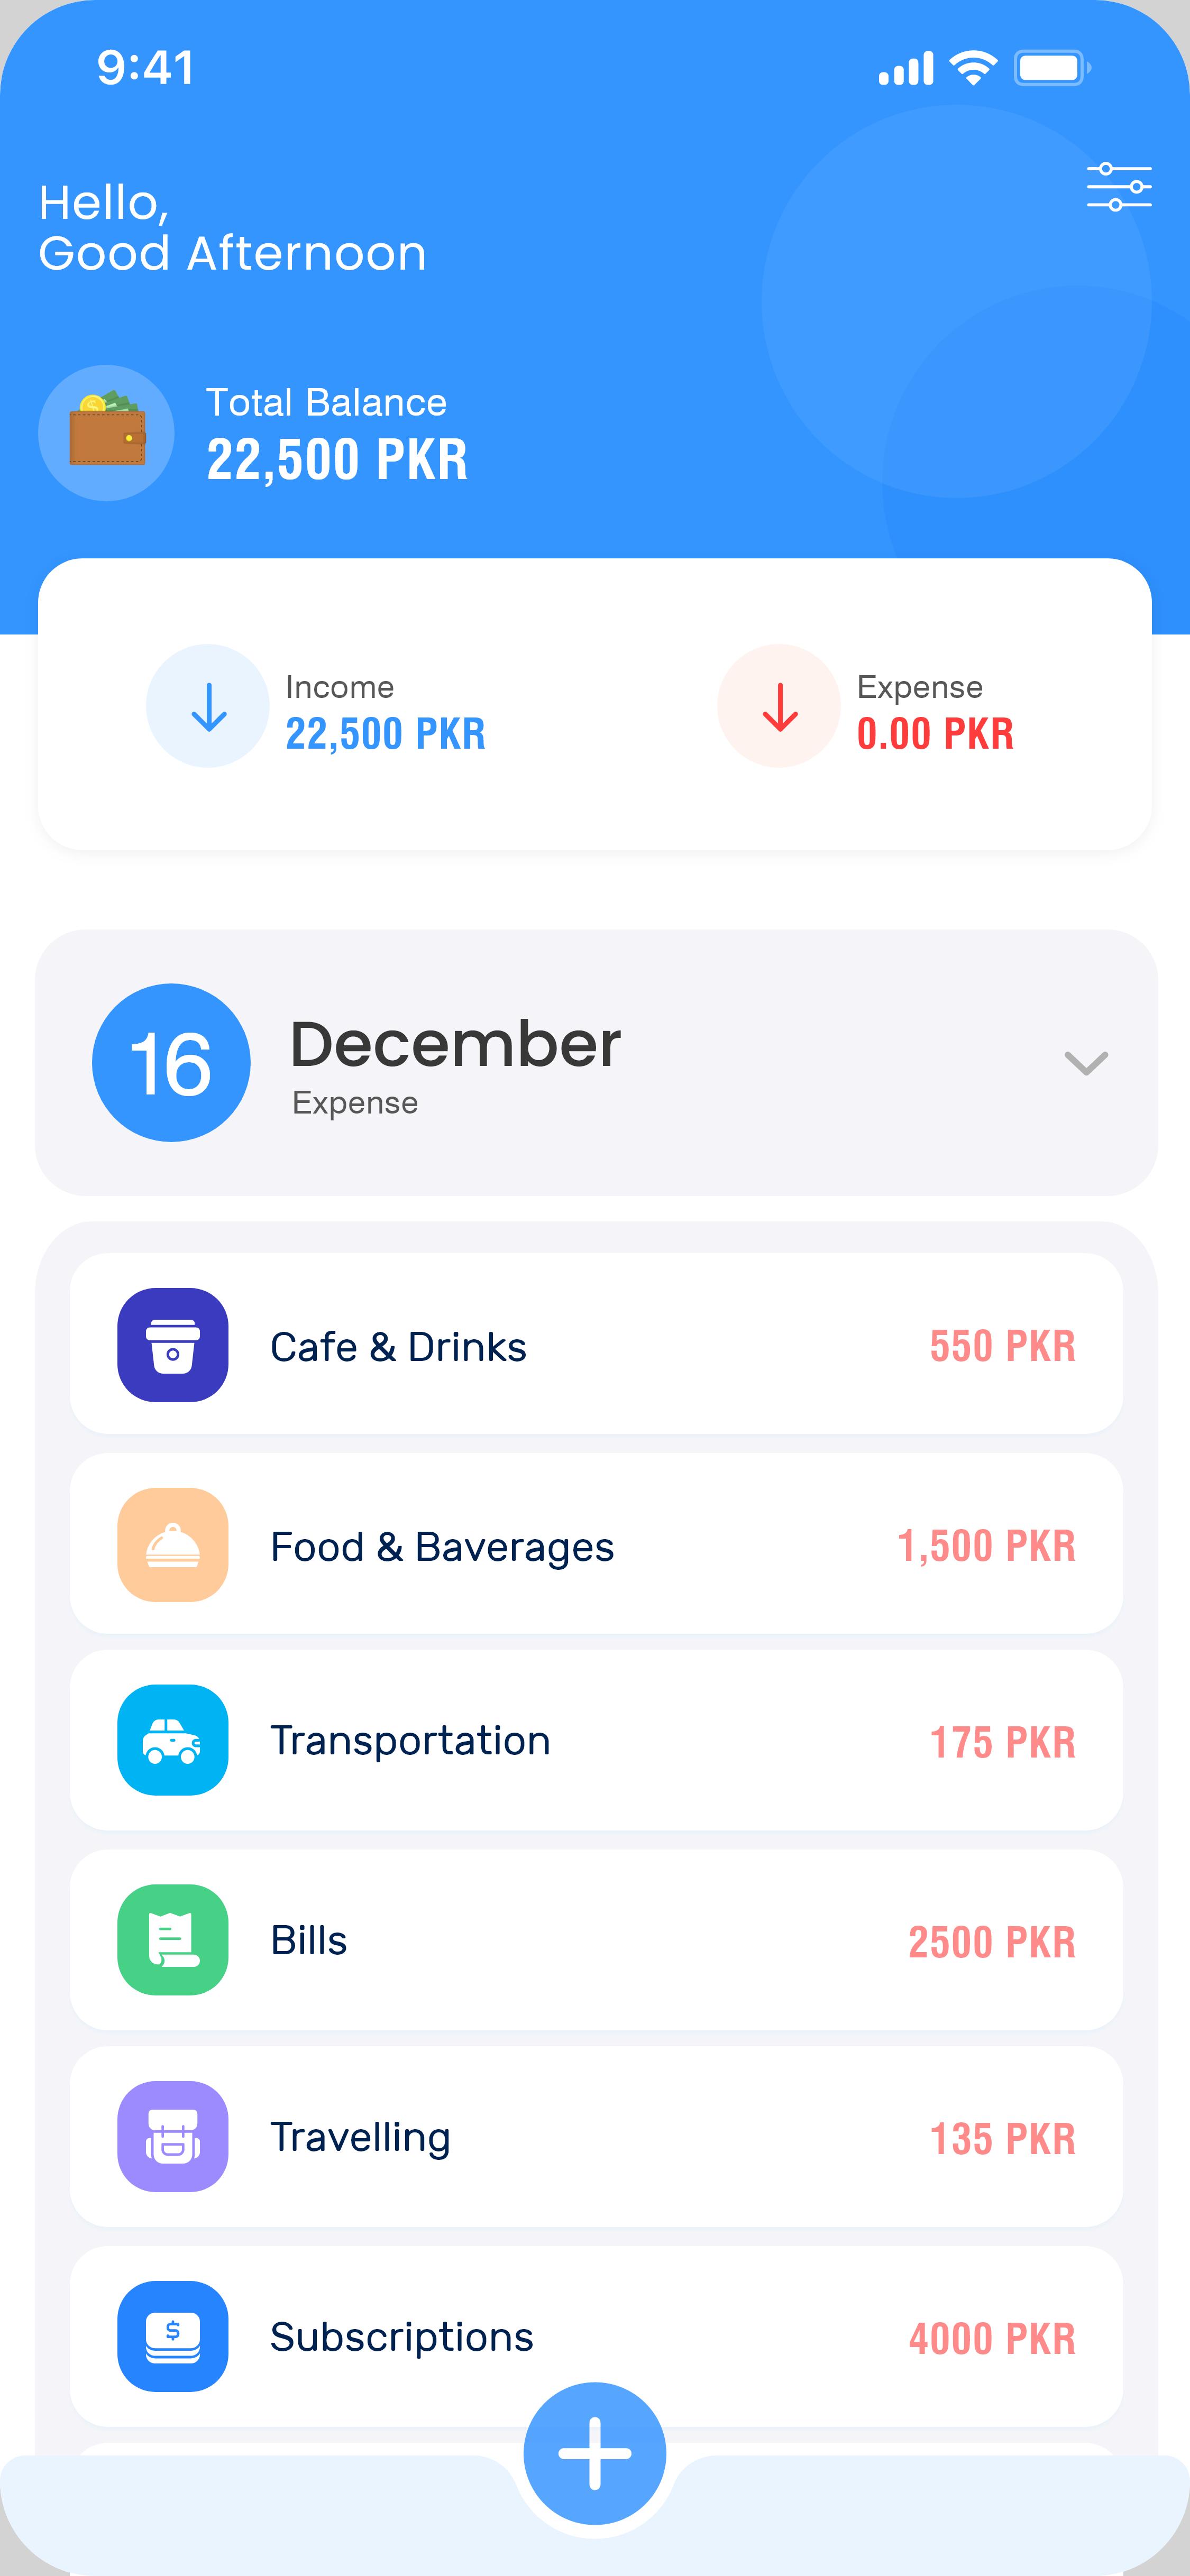 9:41
Hello,
Good Afternoon
Total Balance
22,500 PKR
Income
22,500 PKR
Expense
0.00 PKR
16
December
Expense
Cafe & Drinks
550 PKR
Food & Baverages
1,500 PKR
Transportation
175 PKR
Bills
2500 PKR
Travelling
135 PKR
$
Subscriptions
4000 PKR